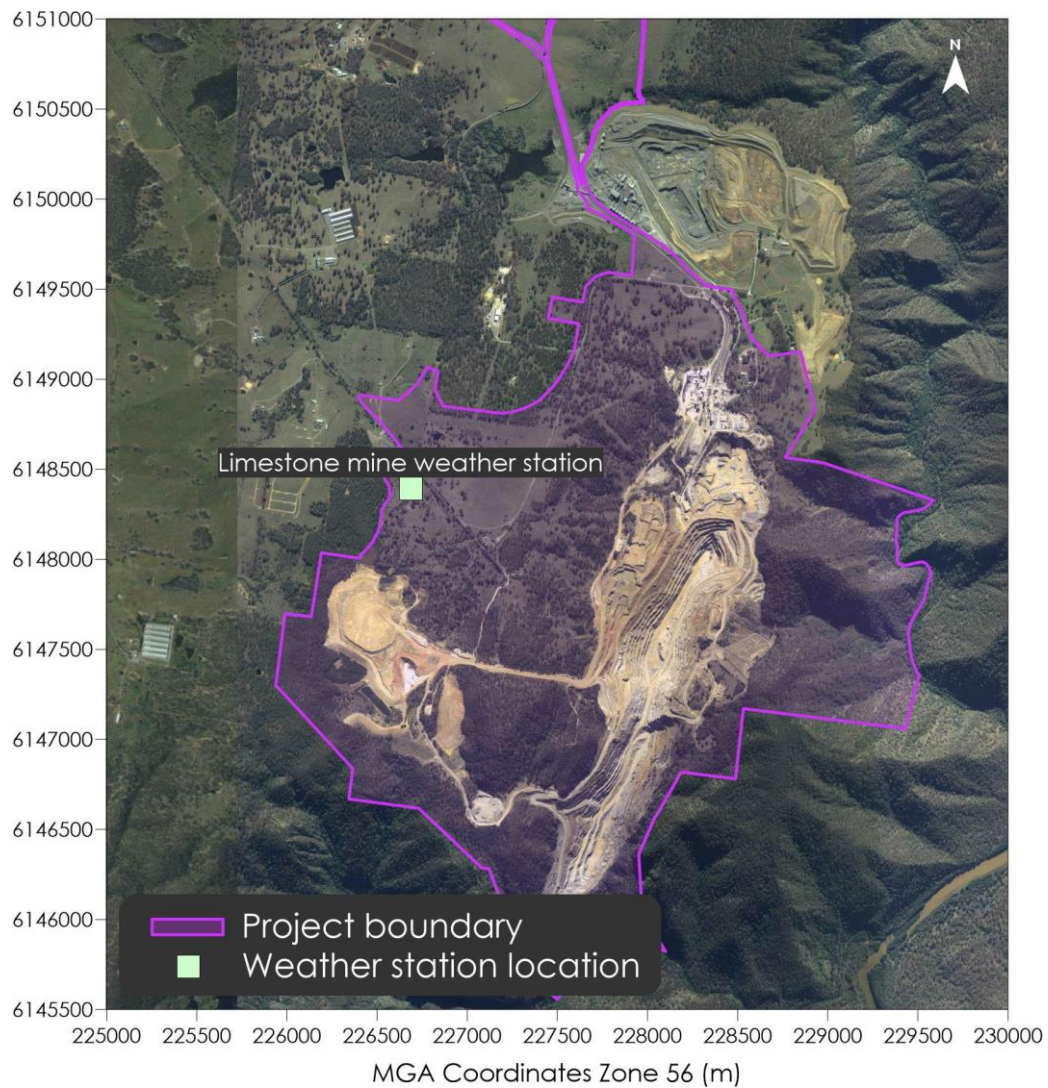 6151000
N
6150500
6150000
6149500
6149000
6148500
Limestone mine weather station
6148000
6147500
6147000
6146500
6146000
Project boundary
Weather station location
6145500
225000 225500 226000 226500 227000 227500 228000 228500 229000 229500 230000
MGA Coordinates Zone 56 (m)